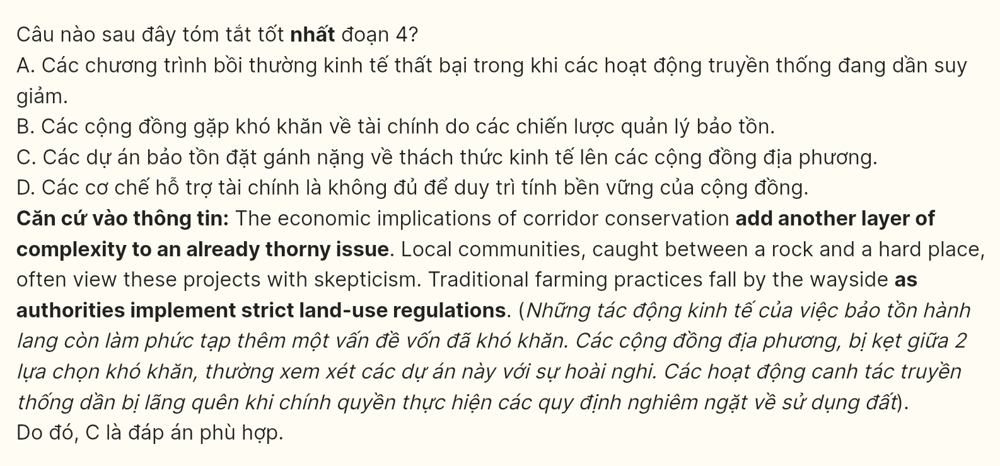 Câu nào sau đây tóm tắt tốt nhất đoạn 4?
A. Các chương trình bồi thường kinh tế thất bại trong khi các hoạt động truyền thống đang dần suy
giảm.
B. Các cộng đồng gặp khó khăn về tài chính do các chiến lược quản lý bảo tồn.
C. Các dự án bảo tồn đặt gánh nặng về thách thức kinh tế lên các cộng đồng địa phương.
D. Các cơ chế hỗ trợ tài chính là không đủ để duy trì tính bền vững của cộng đồng.
Căn cứ vào thông tin: The economic implications of corridor conservation add another layer of
complexity to an already thorny issue. Local communities, caught between a rock and a hard place,
often view these projects with skepticism. Traditional farming practices fall by the wayside as
authorities implement strict land-use regulations. (Những tác động kinh tế của việc bảo tồn hành
lang còn làm phức tạp thêm một vấn đề vốn đã khó khăn. Các cộng đồng địa phương, bị kẹt giữa 2
lựa chọn khó khăn, thường xem xét các dự án này với sự hoài nghi. Các hoạt động canh tác truyền
thống dần bị lãng quên khi chính quyền thực hiện các quy định nghiêm ngặt về sử dụng đất).
Do đó, C là đáp án phù hợp.